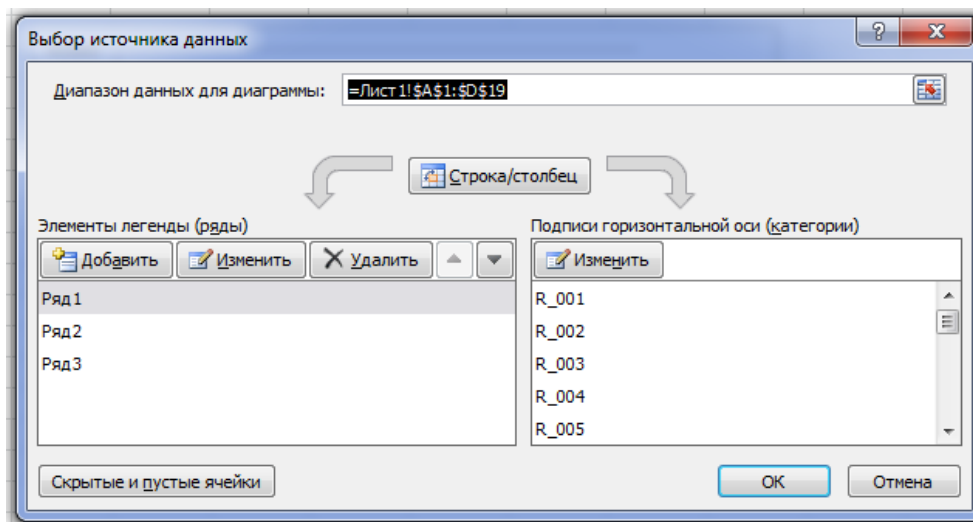 Выбор источника данных
Диапазон данных для диаграммы: =Лист1!$A$1:$D$19
Строка/столбец
Элементы легенды (ряды)
Добавить Изменить Удалить
Ряд1
Ряд2
Ряд3
Подписи горизонтальной оси (категории)
Изменить
R_001
R_002
R_003
R_004
R_005
Скрытые и пустые ячейки
ОК Отмена